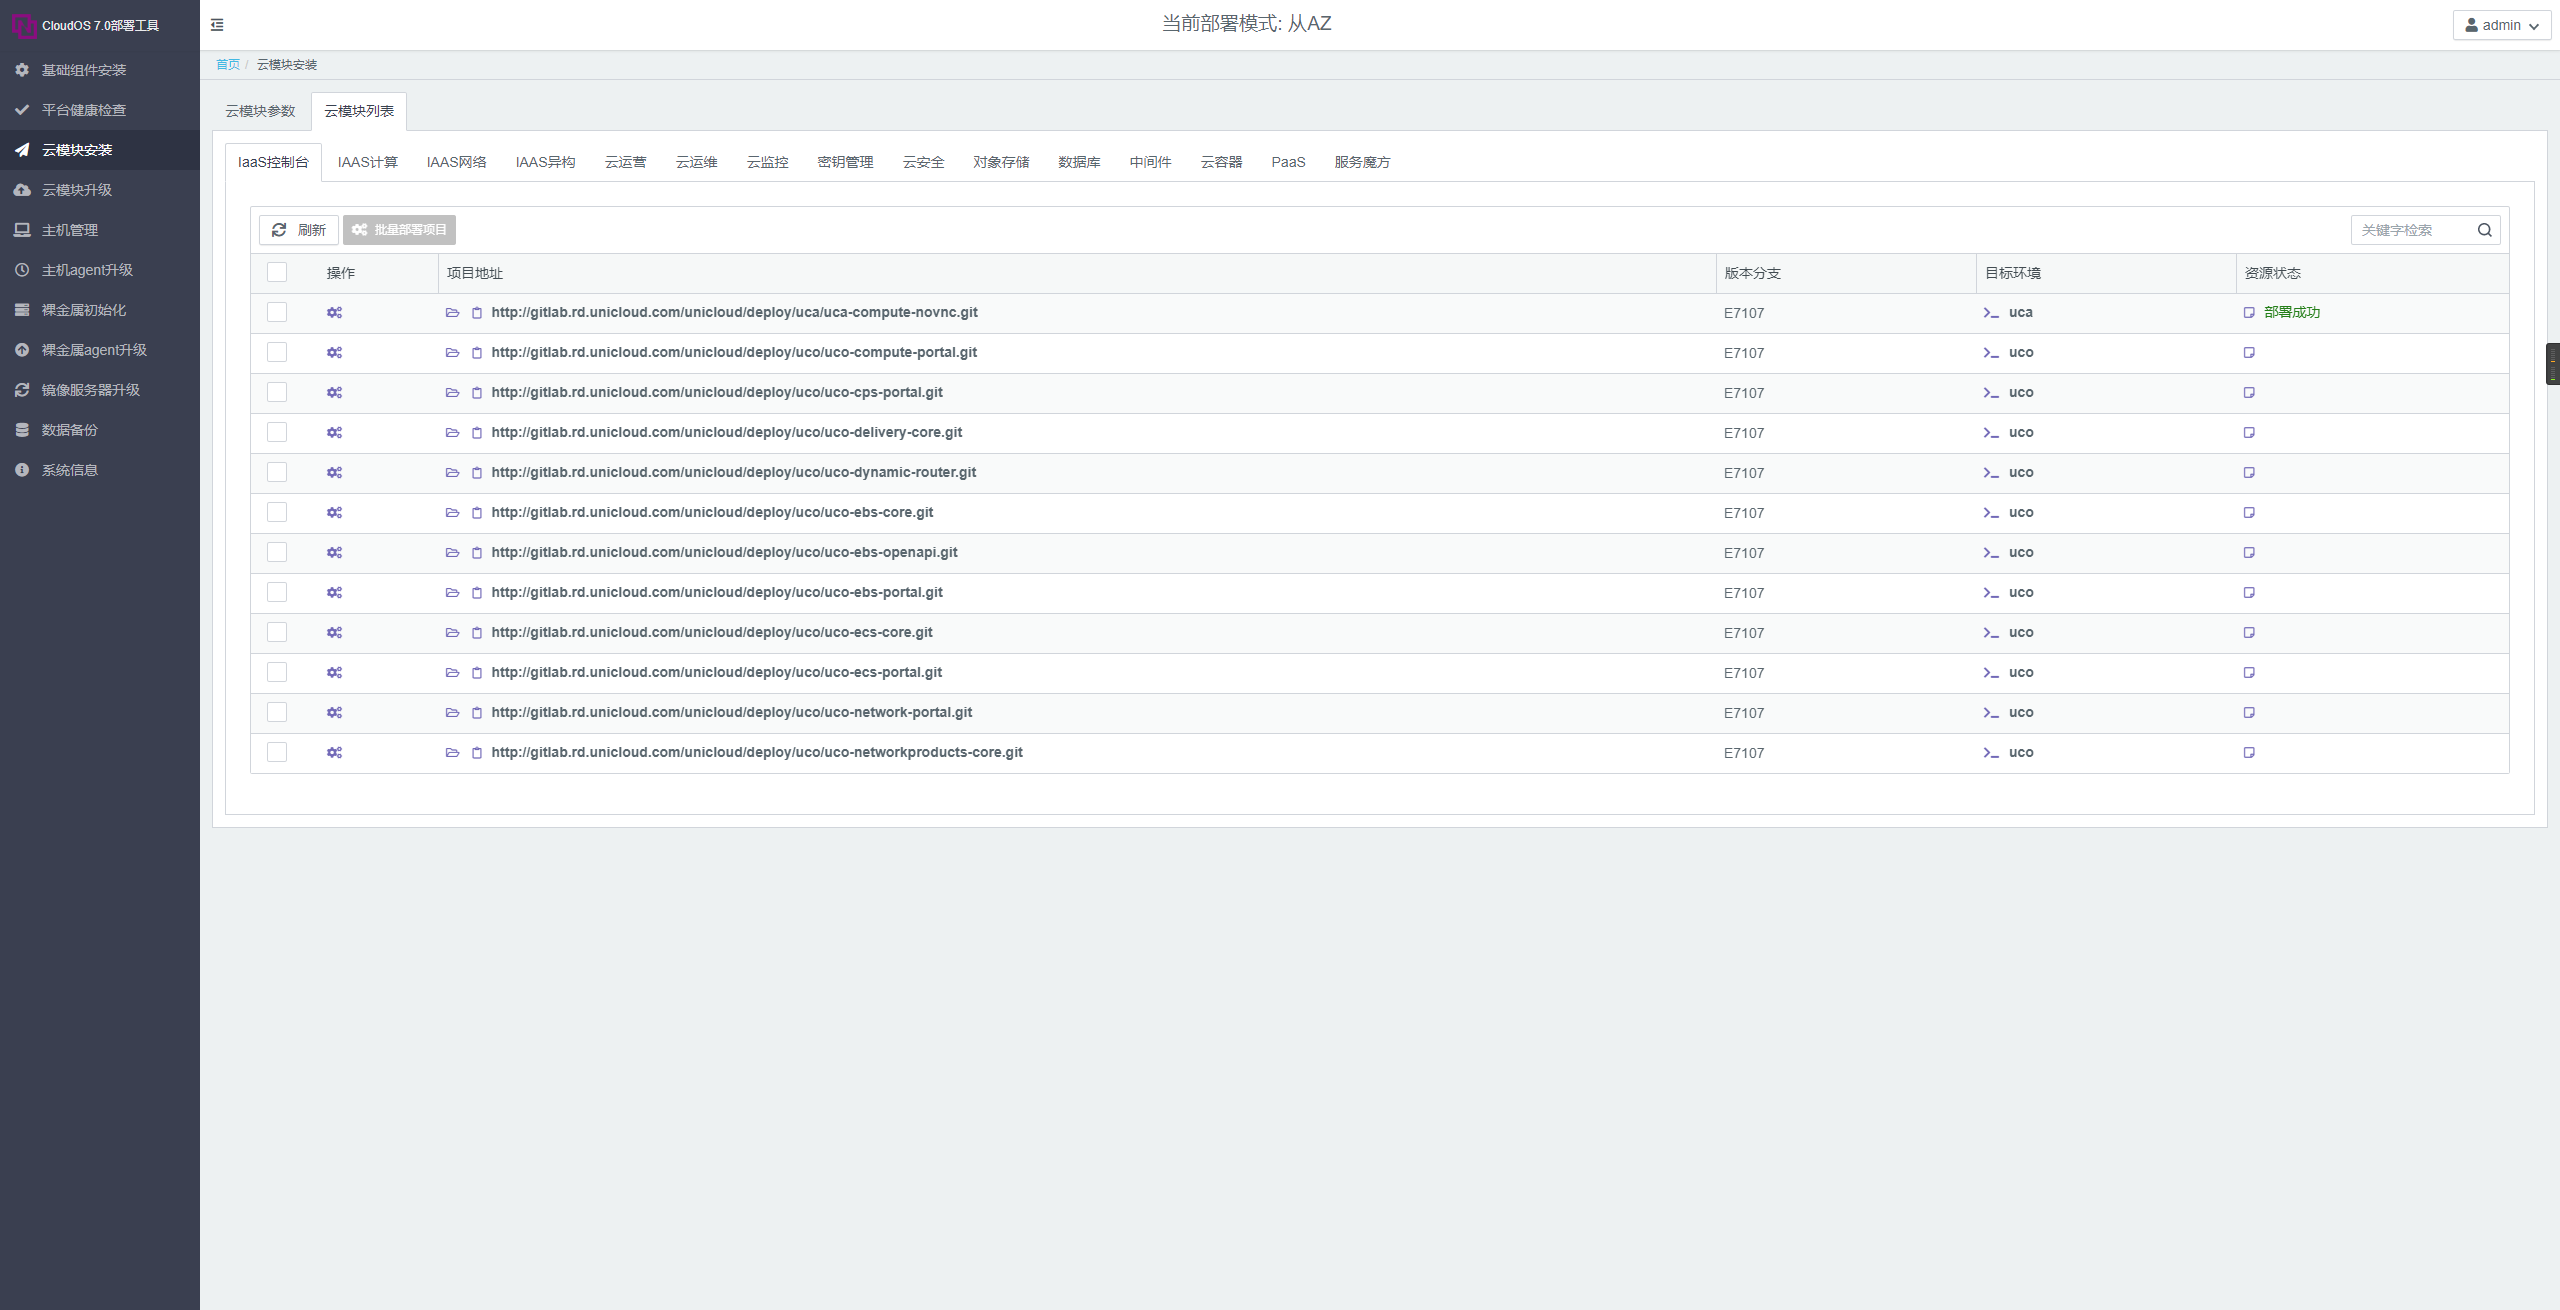 CloudOS 7.0部署工具
当前部署模式: 从AZ
admin
基础组件安装
平台健康检查
云模块安装
云模块升级
主机管理
主机agent升级
裸金属初始化
裸金属agent升级
镜像服务器升级
数据备份
系统信息
首页 / 云模块安装
云模块参数 云模块列表
IaaS控制台 IAAS计算 IAAS网络 IAAS异构 云运营 云运维 云监控 密钥管理 云安全 对象存储 数据库 中间件 云容器 PaaS 服务魔方
刷新 批量部署项目 关键字检索
操作 项目地址 版本分支 目标环境 资源状态
http://gitlab.rd.unicloud.com/unicloud/deploy/uca/uca-compute-novnc.git E7107 uca 部署成功
http://gitlab.rd.unicloud.com/unicloud/deploy/uco/uco-compute-portal.git E7107 uco
http://gitlab.rd.unicloud.com/unicloud/deploy/uco/uco-cps-portal.git E7107 uco
http://gitlab.rd.unicloud.com/unicloud/deploy/uco/uco-delivery-core.git E7107 uco
http://gitlab.rd.unicloud.com/unicloud/deploy/uco/uco-dynamic-router.git E7107 uco
http://gitlab.rd.unicloud.com/unicloud/deploy/uco/uco-ebs-core.git E7107 uco
http://gitlab.rd.unicloud.com/unicloud/deploy/uco/uco-ebs-openapi.git E7107 uco
http://gitlab.rd.unicloud.com/unicloud/deploy/uco/uco-ebs-portal.git E7107 uco
http://gitlab.rd.unicloud.com/unicloud/deploy/uco/uco-ecs-core.git E7107 uco
http://gitlab.rd.unicloud.com/unicloud/deploy/uco/uco-ecs-portal.git E7107 uco
http://gitlab.rd.unicloud.com/unicloud/deploy/uco/uco-network-portal.git E7107 uco
http://gitlab.rd.unicloud.com/unicloud/deploy/uco/uco-networkproducts-core.git E7107 uco